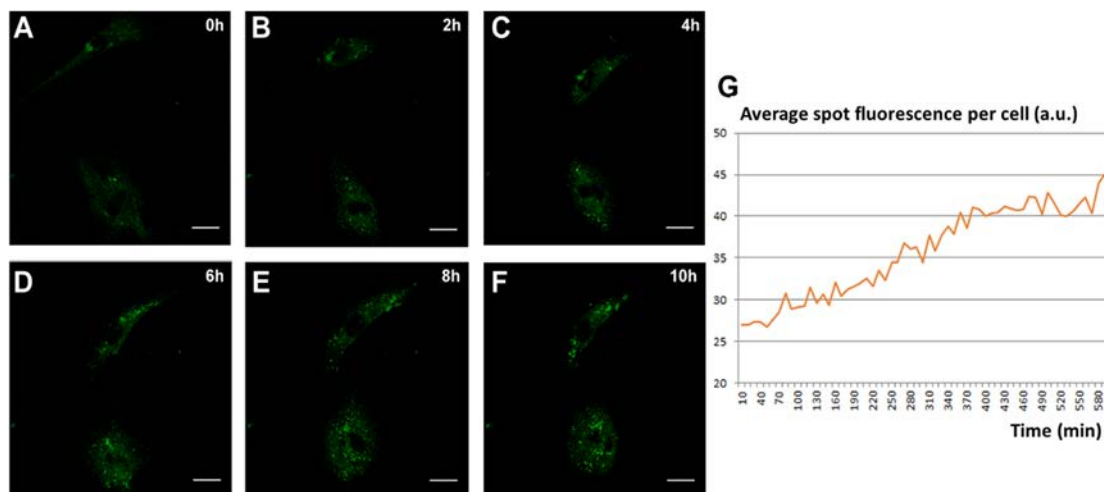 A 0h
B 2h
C 4h
D 6h
E 8h
F 10h
G
Average spot fluorescence per cell (a.u.)
50
45
40
35
30
25
20
10 40 70 100 130 160 190 220 250 280 310 340 370 400 430 460 490 520 550 580
Time (min)